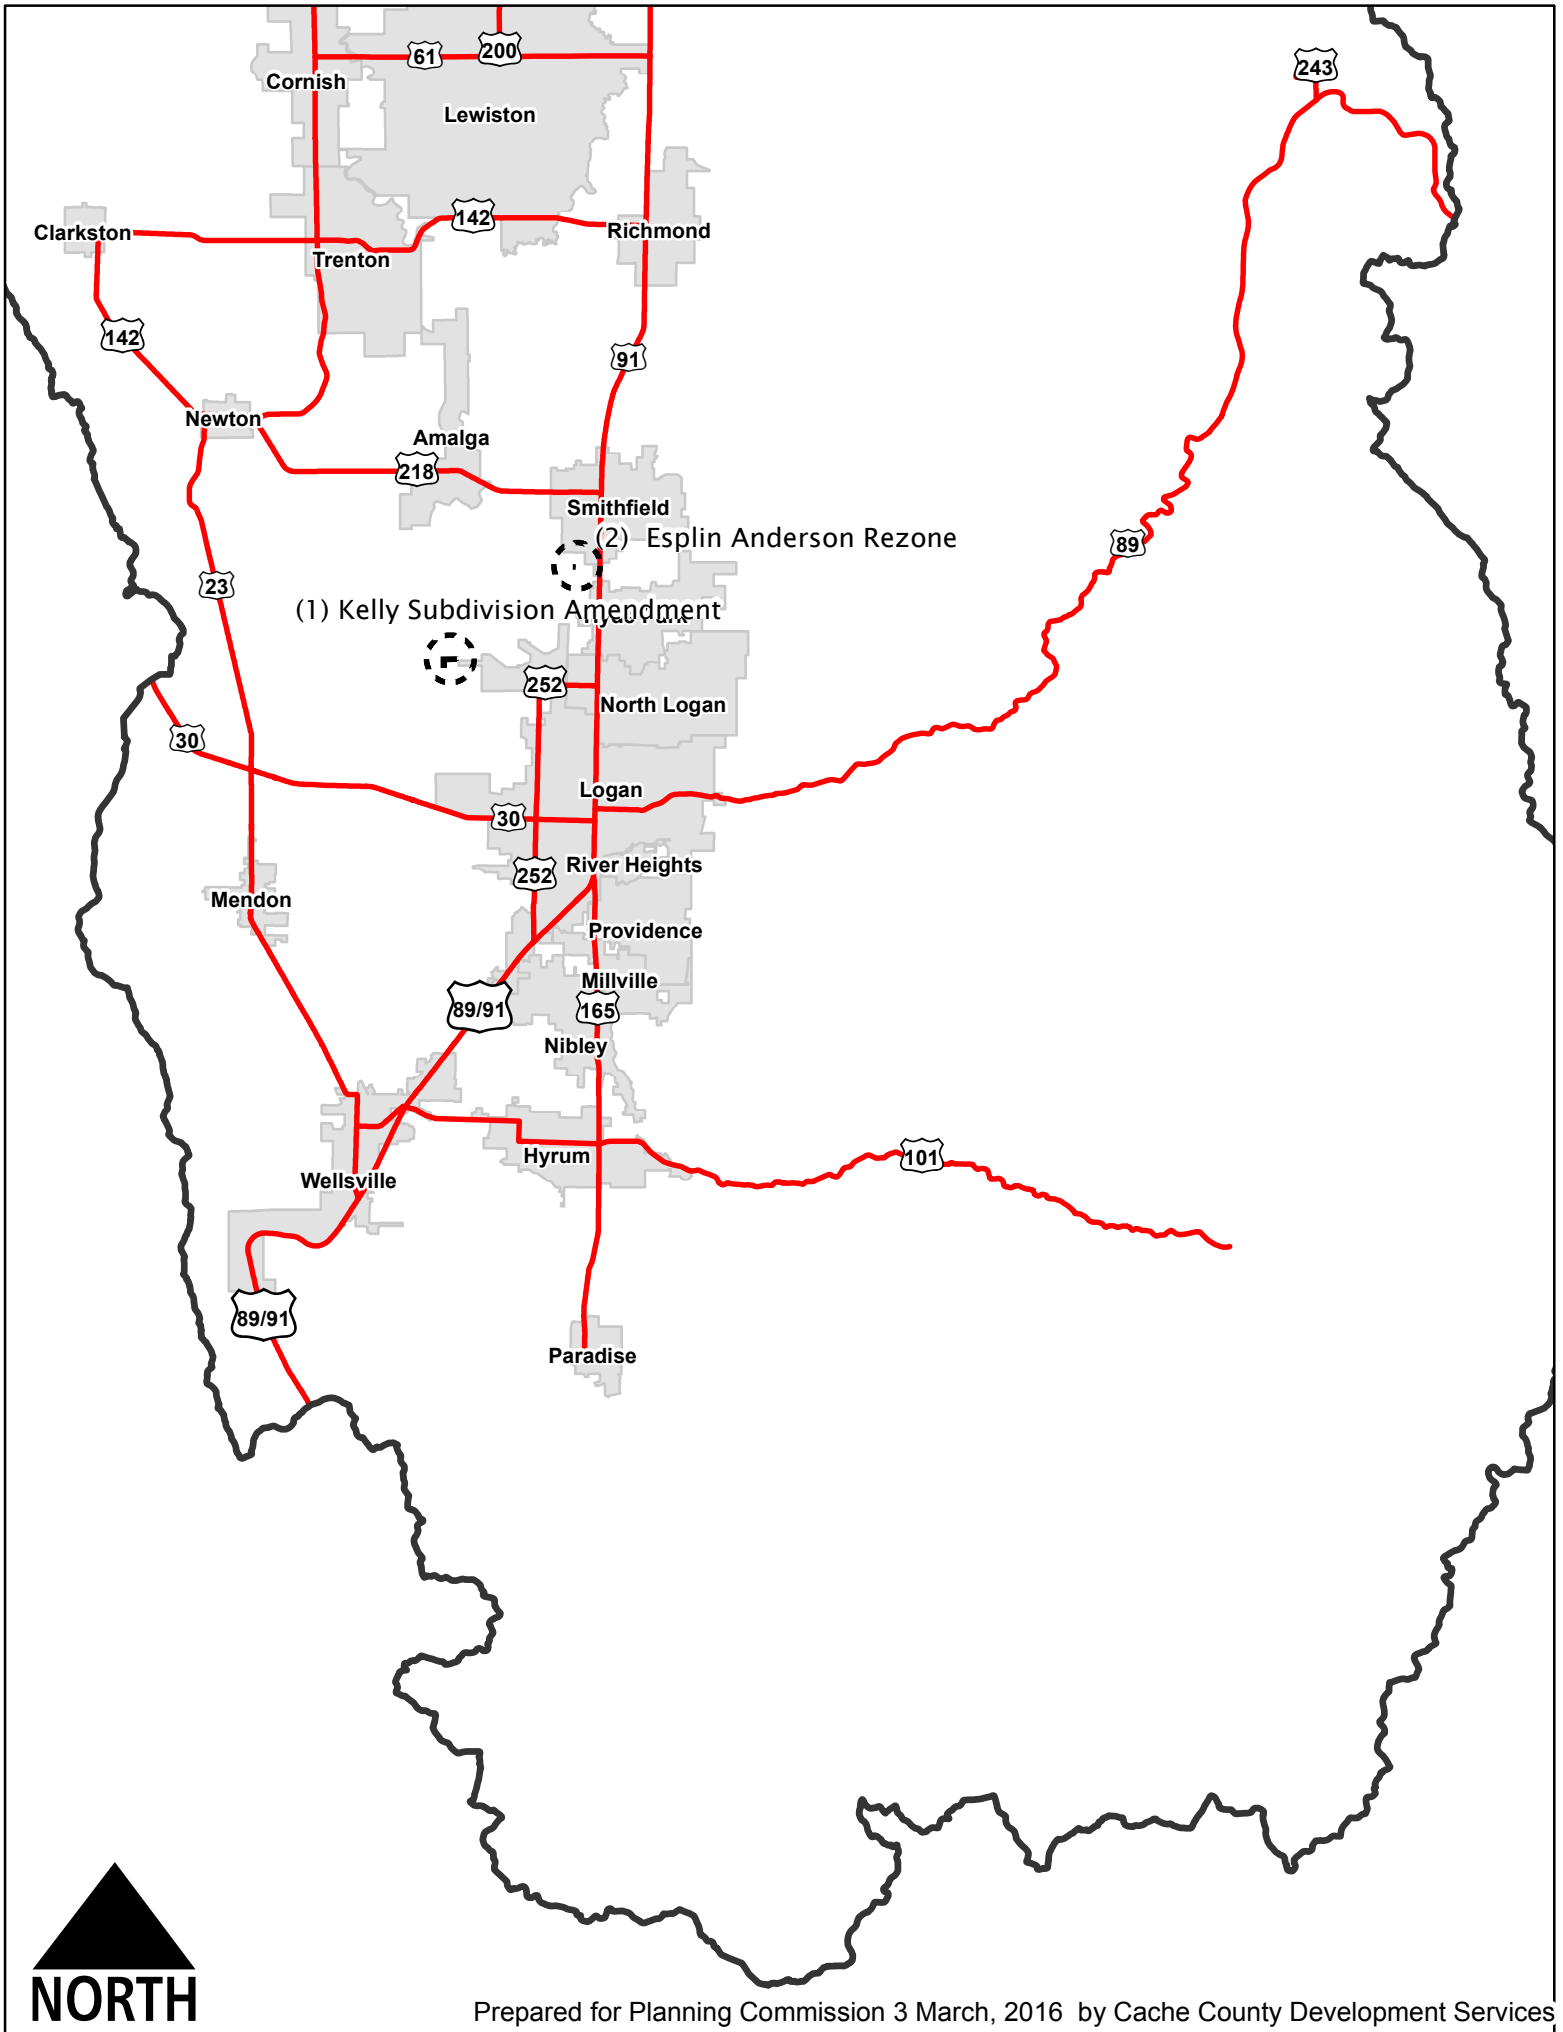 243
61
200
Cornish
Lewiston
142
Clarkston
Richmond
Trenton
142
91
Newton
Amalga
218
Smithfield
(2) Esplin Anderson Rezone
89
23
(1) Kelly Subdivision Amendment
Hyde Park
252
North Logan
30
Logan
30
River Heights
252
Mendon
Providence
Millville
89/91
165
Nibley
Hyrum
101
Wellsville
89/91
Paradise
NORTH
Prepared for Planning Commission 3 March, 2016 by Cache County Development Services